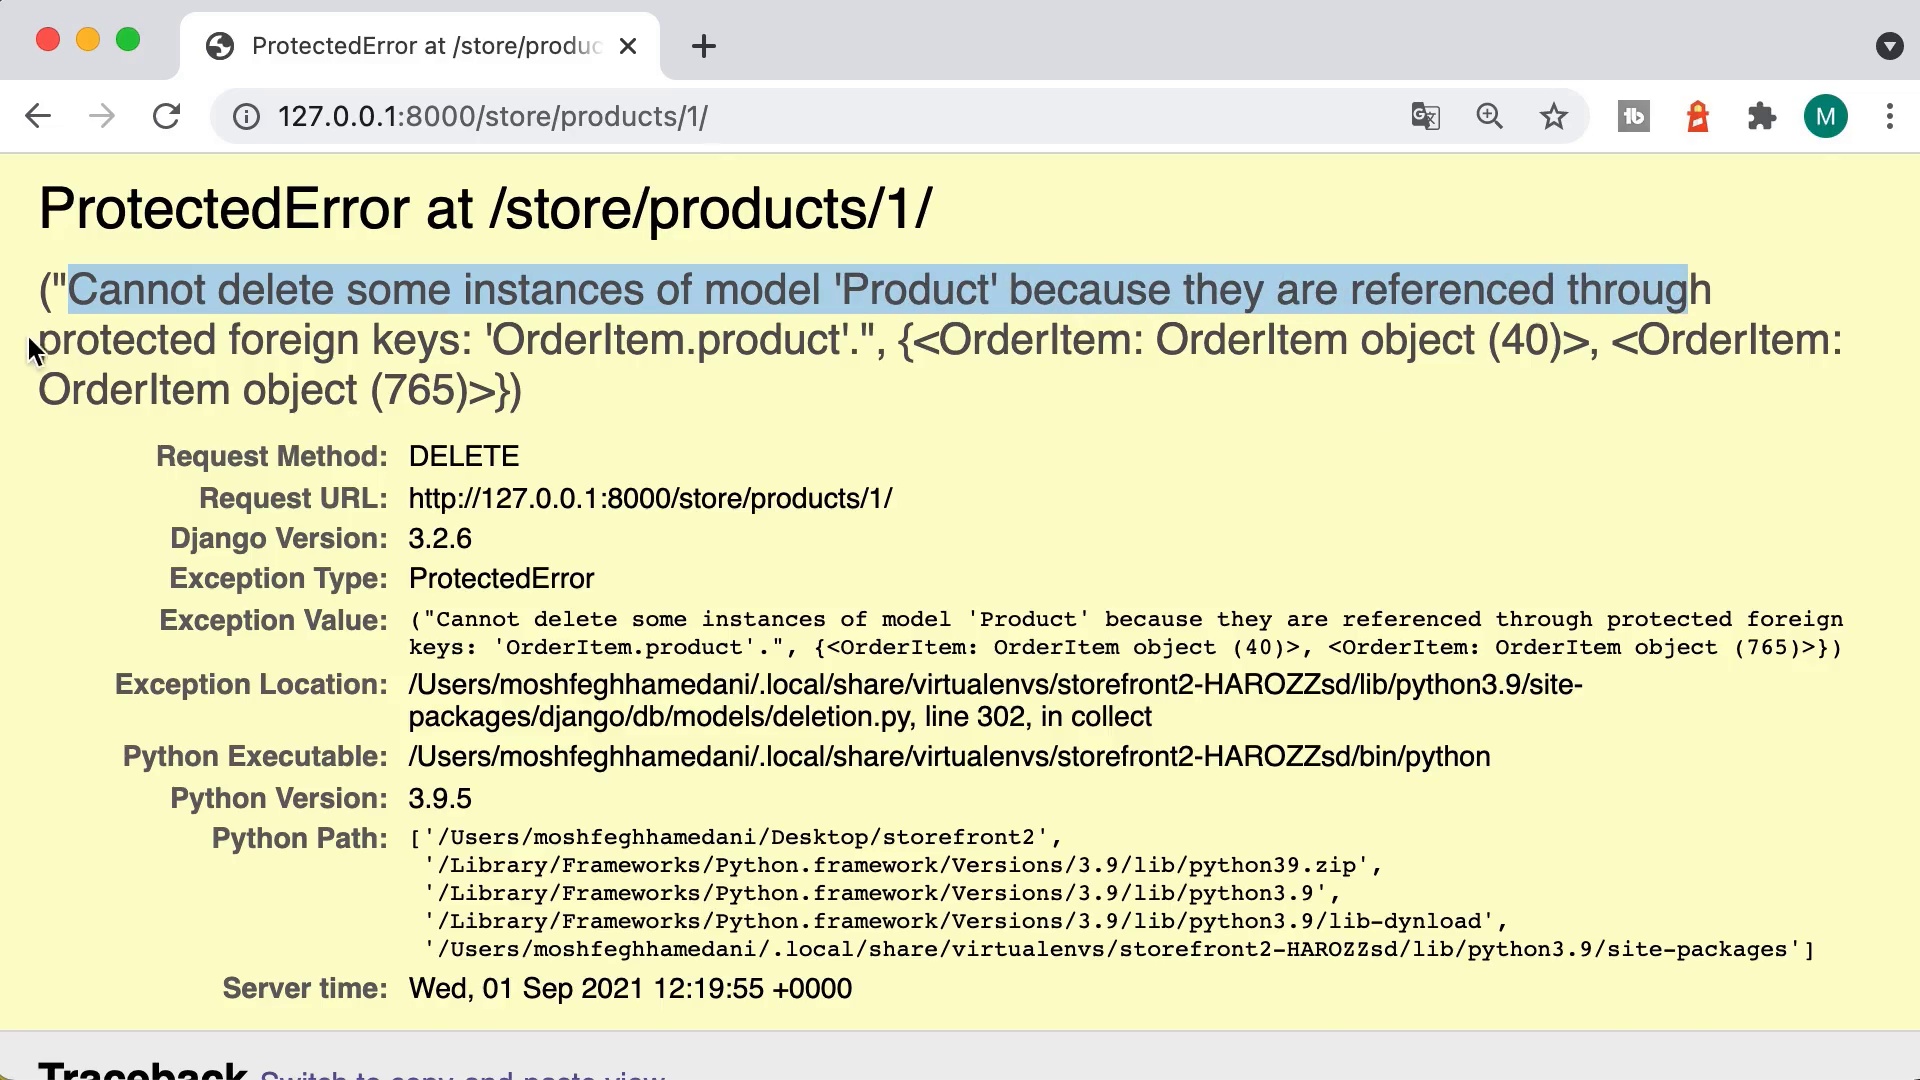 ProtectedError at /store/produc
127.0.0.1:8000/store/products/1/
M
ProtectedError at /store/products/1/
("Cannot delete some instances of model 'Product' because they are referenced through
protected foreign keys: 'OrderItem.product'.", {<OrderItem: OrderItem object (40)>, <OrderItem:
OrderItem object (765)>})
Request Method: DELETE
Request URL: http://127.0.0.1:8000/store/products/1/
Django Version: 3.2.6
Exception Type: ProtectedError
Exception Value: ("Cannot delete some instances of model 'Product' because they are referenced through protected foreign
keys: 'OrderItem.product'.", {<OrderItem: OrderItem object (40)>, <OrderItem: OrderItem object (765)>})
Exception Location: /Users/moshfeghhamedani/.local/share/virtualenvs/storefront2-HAROZZsd/lib/python3.9/site-
packages/django/db/models/deletion.py, line 302, in collect
Python Executable: /Users/moshfeghhamedani/.local/share/virtualenvs/storefront2-HAROZZsd/bin/python
Python Version: 3.9.5
Python Path: ['/Users/moshfeghhamedani/Desktop/storefront2',
'/Library/Frameworks/Python.framework/Versions/3.9/lib/python39.zip',
'/Library/Frameworks/Python.framework/Versions/3.9/lib/python3.9',
'/Library/Frameworks/Python.framework/Versions/3.9/lib/python3.9/lib-dynload',
'/Users/moshfeghhamedani/.local/share/virtualenvs/storefront2-HAROZZsd/lib/python3.9/site-packages']
Server time: Wed, 01 Sep 2021 12:19:55 +0000
Traceback Switch to copy-and-paste view